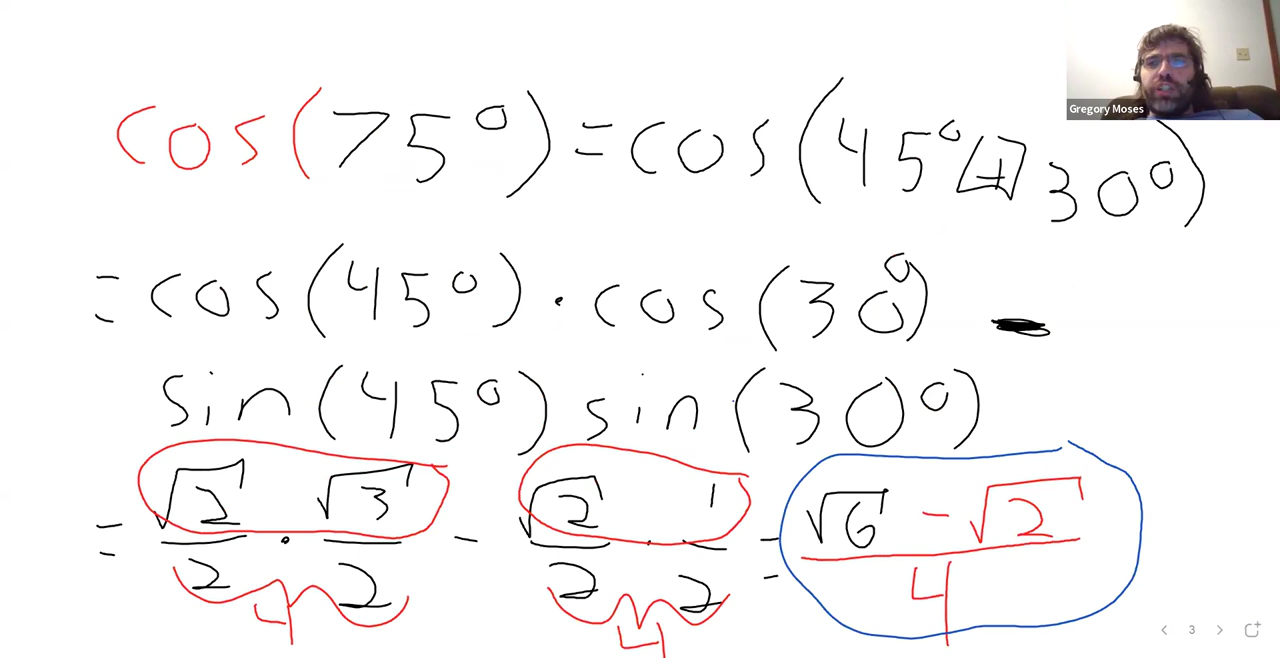 Gregory Moses
cos(75°) = cos(45° + 30°)
= cos(45°) · cos(30°) -
sin(45°) sin(30°)
= √2/2 · √3/2 - √2/2 · 1/2 = (√6 - √2)/4
4 4
3